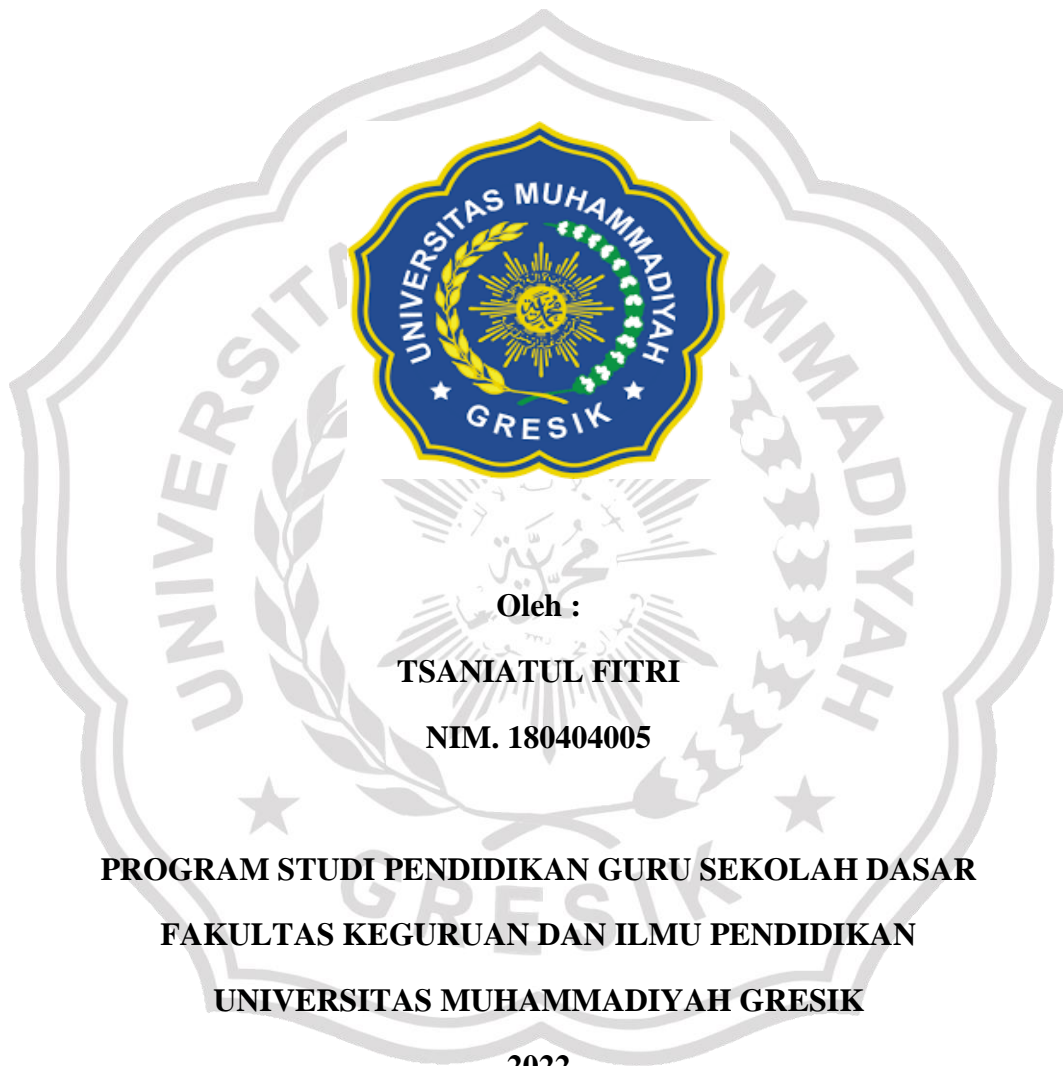 UNIVERSITAS MUHAMMADIYAH
GRESIK
Oleh :
TSANIATUL FITRI
NIM. 180404005
PROGRAM STUDI PENDIDIKAN GURU SEKOLAH DASAR
FAKULTAS KEGURUAN DAN ILMU PENDIDIKAN
UNIVERSITAS MUHAMMADIYAH GRESIK
2022